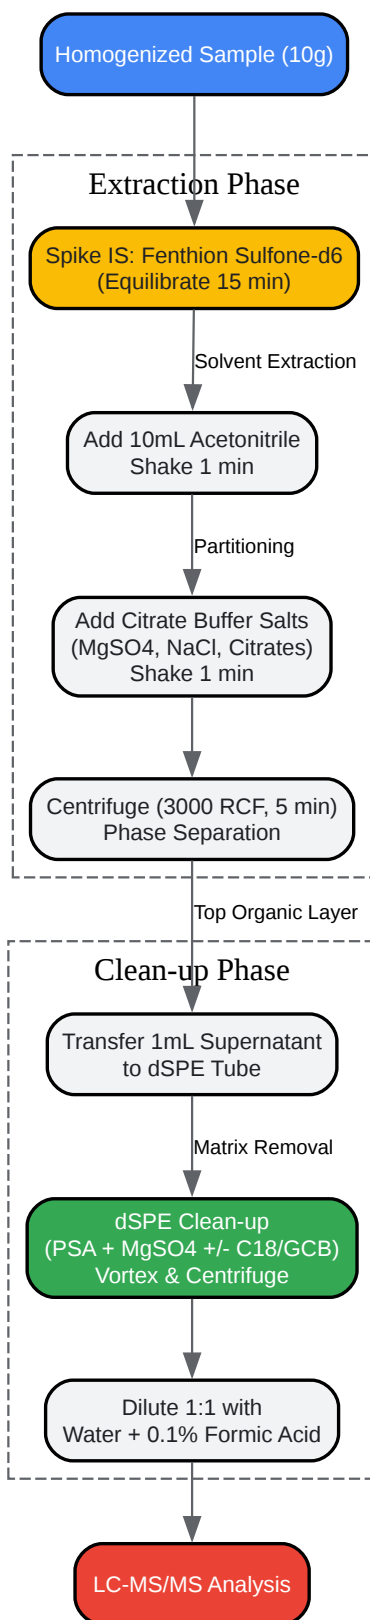 Homogenized Sample (10g)
Extraction Phase
Spike IS: Fenthion Sulfone-d6
(Equilibrate 15 min)
Solvent Extraction
Add 10mL Acetonitrile
Shake 1 min
Partitioning
Add Citrate Buffer Salts
(MgSO4, NaCl, Citrates)
Shake 1 min
Centrifuge (3000 RCF, 5 min)
Phase Separation
Top Organic Layer
Clean-up Phase
Transfer 1mL Supernatant
to dSPE Tube
Matrix Removal
dSPE Clean-up
(PSA + MgSO4 +/- C18/GCB)
Vortex & Centrifuge
Dilute 1:1 with
Water + 0.1% Formic Acid
LC-MS/MS Analysis